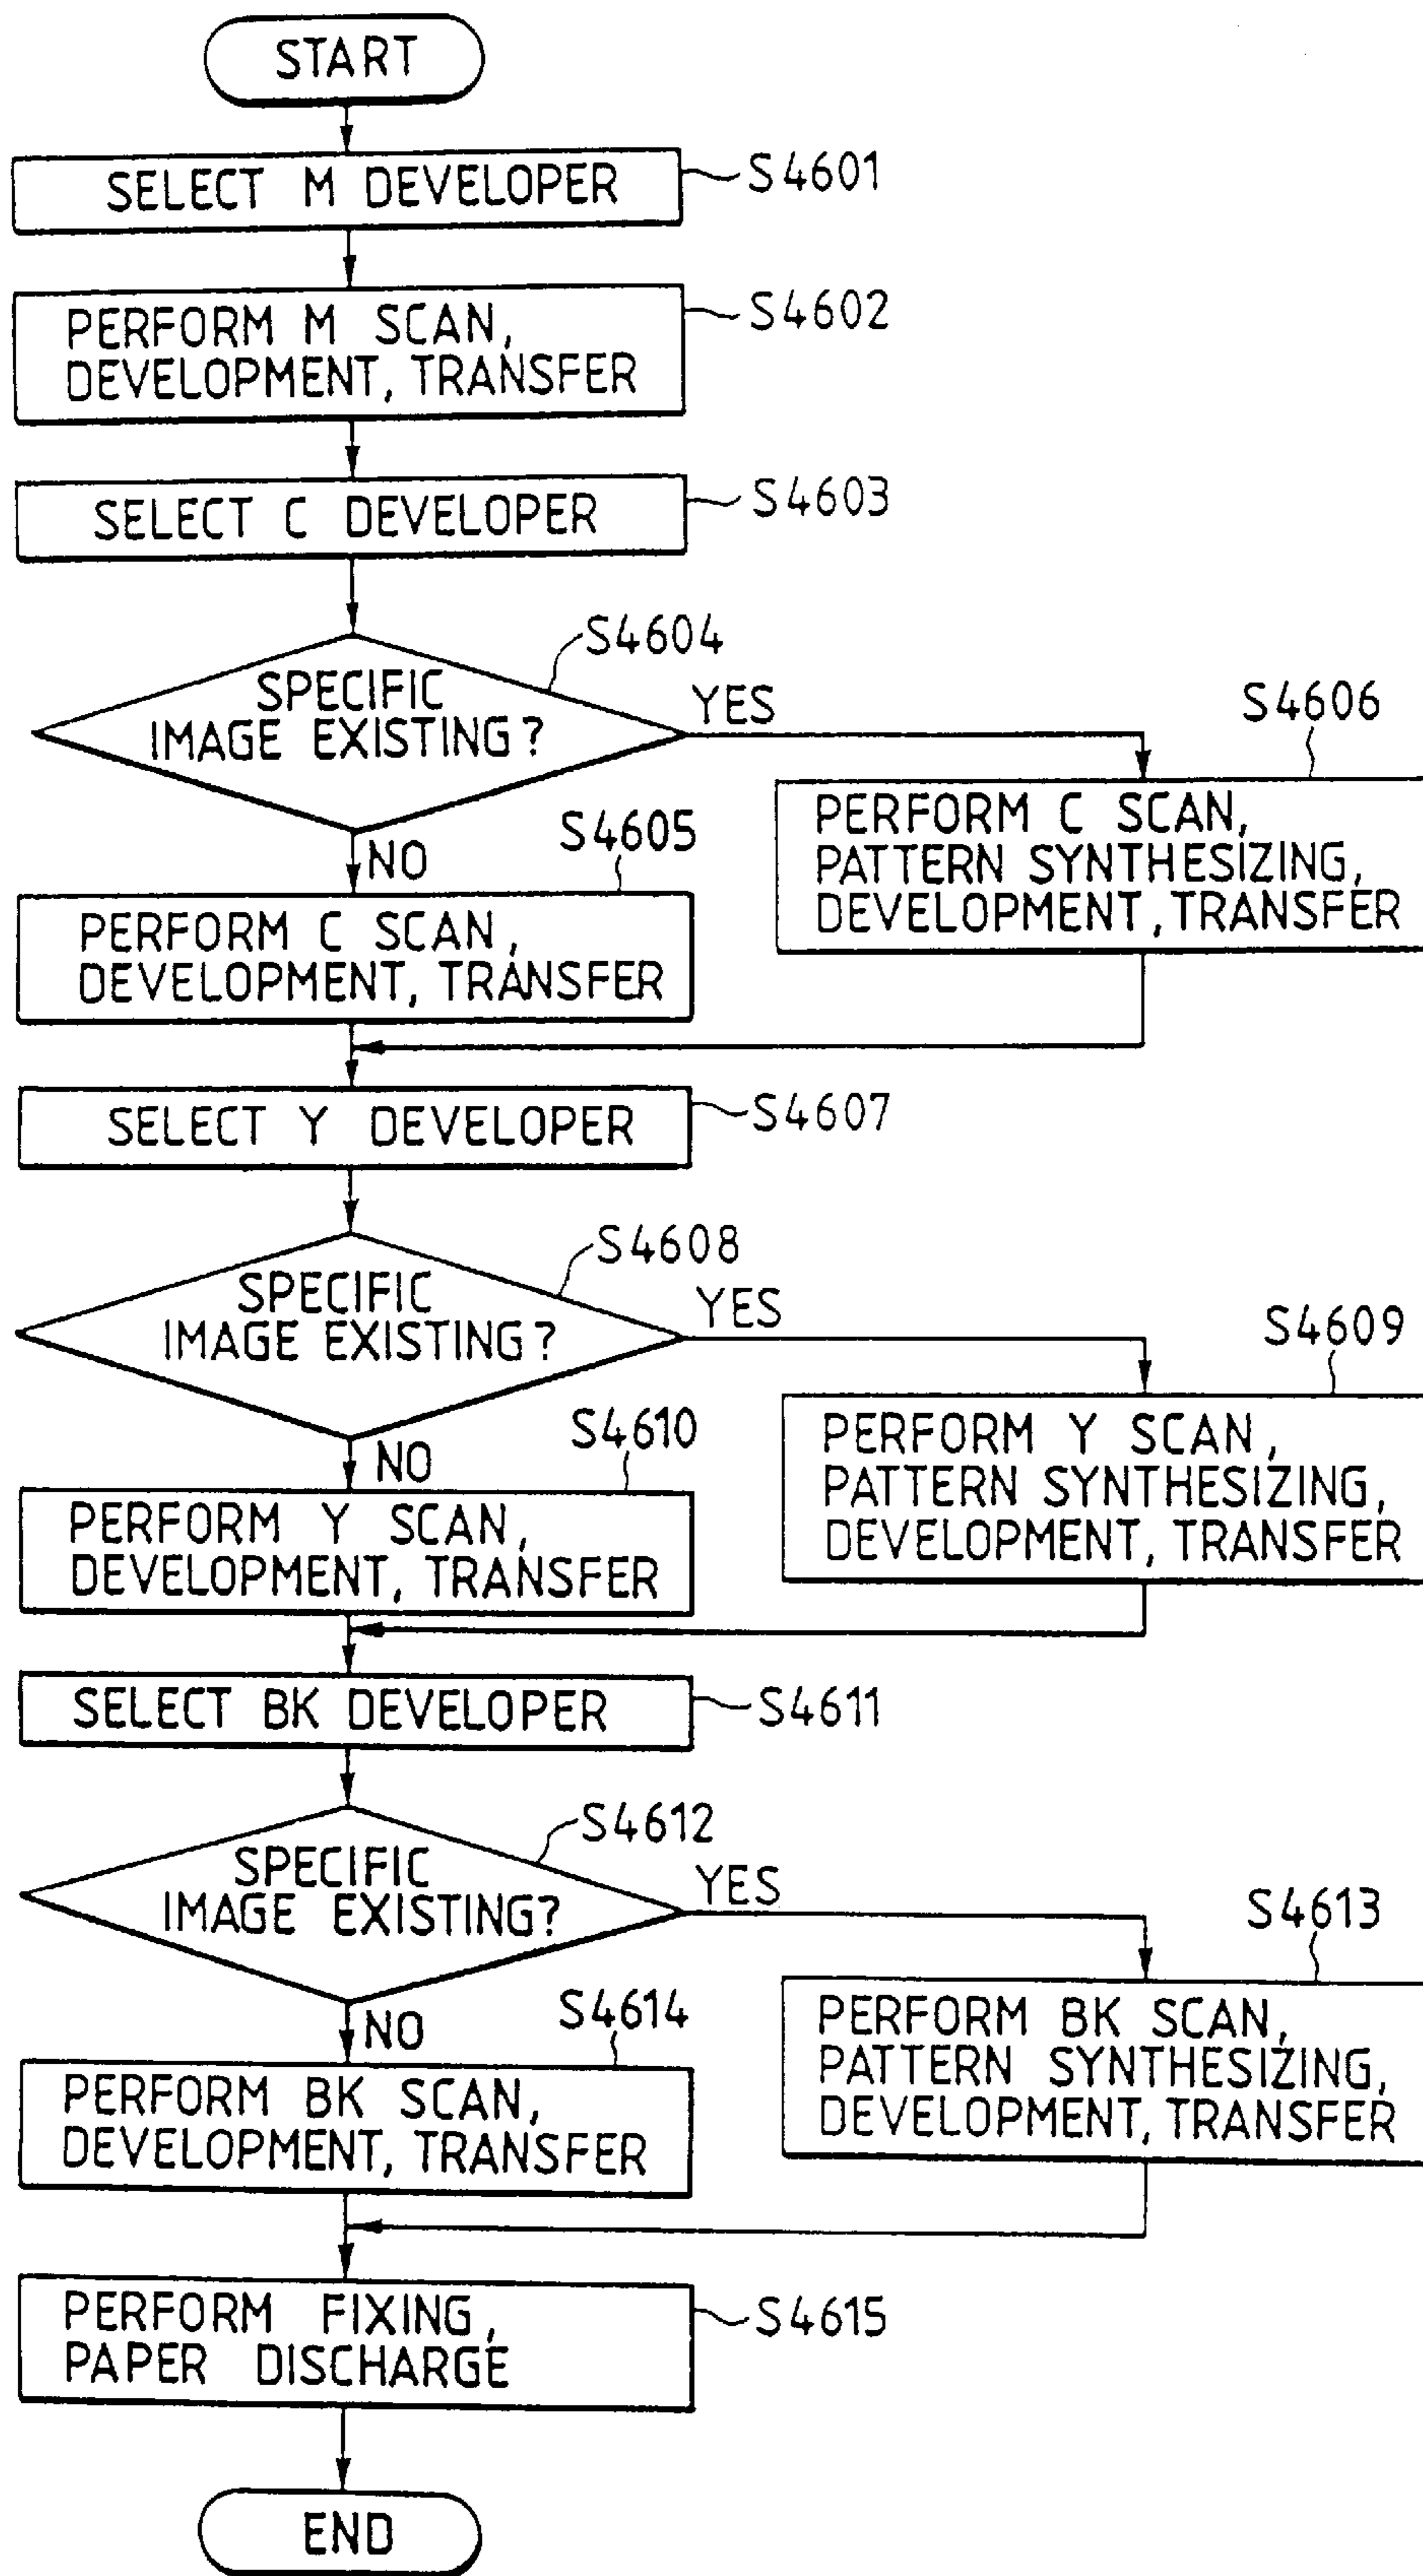 START
SELECT M DEVELOPER
S4601
PERFORM M SCAN,
DEVELOPMENT, TRANSFER
S4602
SELECT C DEVELOPER
S4603
S4604
SPECIFIC
IMAGE EXISTING?
YES
NO
S4606
PERFORM C SCAN,
PATTERN SYNTHESIZING,
DEVELOPMENT, TRANSFER
S4605
PERFORM C SCAN,
DEVELOPMENT, TRANSFER
SELECT Y DEVELOPER
S4607
S4608
SPECIFIC
IMAGE EXISTING?
YES
NO
S4609
PERFORM Y SCAN,
PATTERN SYNTHESIZING,
DEVELOPMENT, TRANSFER
S4610
PERFORM Y SCAN,
DEVELOPMENT, TRANSFER
SELECT BK DEVELOPER
S4611
S4612
SPECIFIC
IMAGE EXISTING?
YES
NO
S4613
PERFORM BK SCAN,
PATTERN SYNTHESIZING,
DEVELOPMENT, TRANSFER
S4614
PERFORM BK SCAN,
DEVELOPMENT, TRANSFER
PERFORM FIXING,
PAPER DISCHARGE
S4615
END